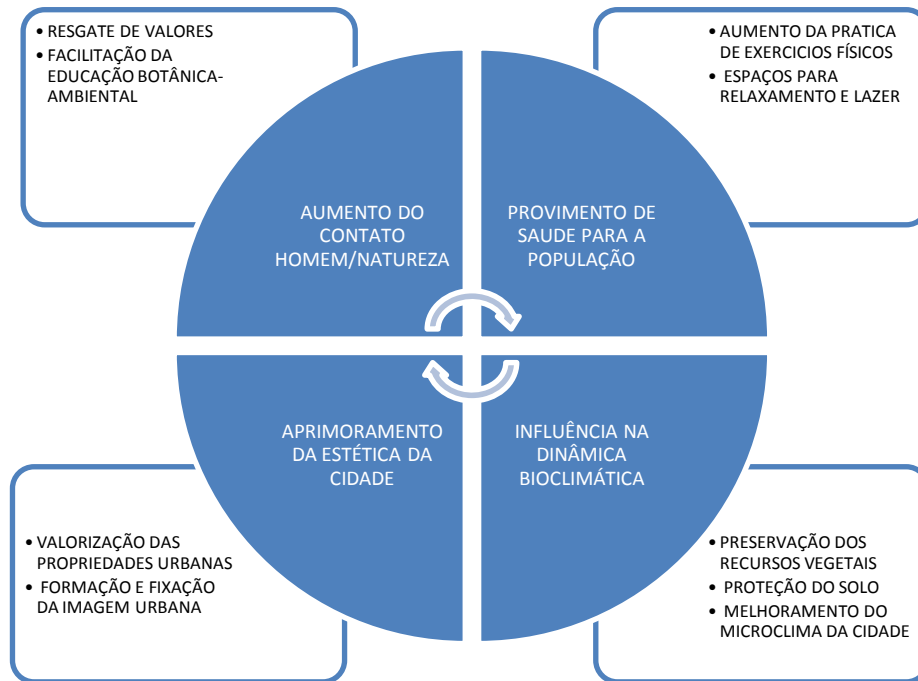 • RESGATE DE VALORES
• FACILITAÇÃO DA
EDUCAÇÃO BOTÂNICA-
AMBIENTAL
• AUMENTO DA PRATICA
DE EXERCICIOS FÍSICOS
• ESPAÇOS PARA
RELAXAMENTO E LAZER
AUMENTO DO
CONTATO
HOMEM/NATUREZA
PROVIMENTO DE
SAUDE PARA A
POPULAÇÃO
APRIMORAMENTO
DA ESTÉTICA DA
CIDADE
INFLUÊNCIA NA
DINÂMICA
BIOCLIMÁTICA
• VALORIZAÇÃO DAS
PROPRIEDADES URBANAS
• FORMAÇÃO E FIXAÇÃO
DA IMAGEM URBANA
• PRESERVAÇÃO DOS
RECURSOS VEGETAIS
• PROTEÇÃO DO SOLO
• MELHORAMENTO DO
MICROCLIMA DA CIDADE